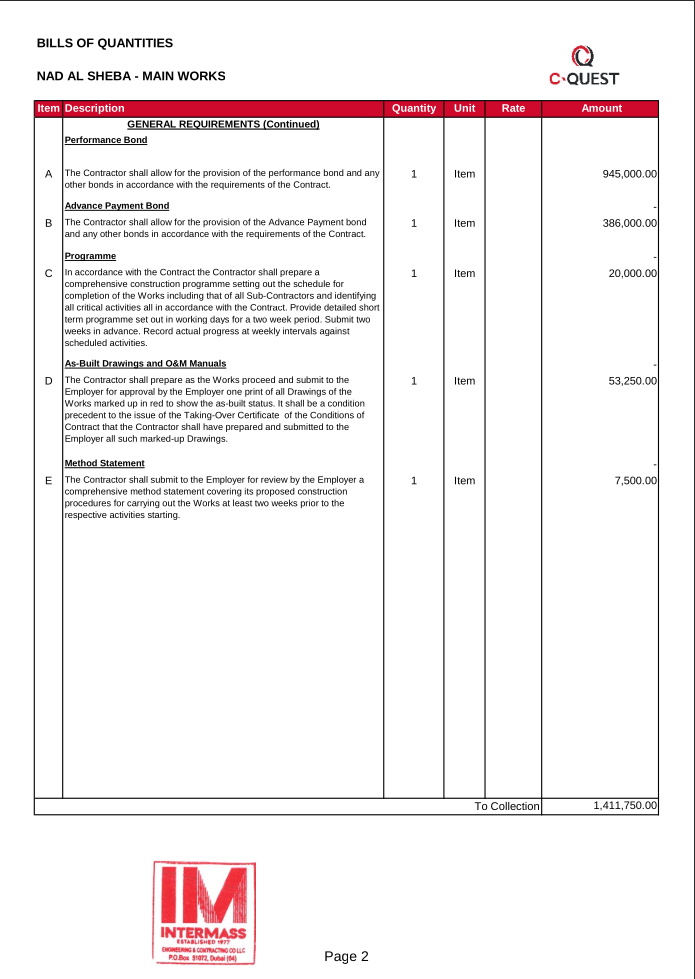 BILLS OF QUANTITIES
NAD AL SHEBA - MAIN WORKS
C·QUEST
Item Description Quantity Unit Rate Amount
GENERAL REQUIREMENTS (Continued)
Performance Bond
A The Contractor shall allow for the provision of the performance bond and any 1 Item 945,000.00
other bonds in accordance with the requirements of the Contract.
Advance Payment Bond -
B The Contractor shall allow for the provision of the Advance Payment bond 1 Item 386,000.00
and any other bonds in accordance with the requirements of the Contract.
Programme -
C In accordance with the Contract the Contractor shall prepare a 1 Item 20,000.00
comprehensive construction programme setting out the schedule for
completion of the Works including that of all Sub-Contractors and identifying
all critical activities all in accordance with the Contract. Provide detailed short
term programme set out in working days for a two week period. Submit two
weeks in advance. Record actual progress at weekly intervals against
scheduled activities.
As-Built Drawings and O&M Manuals -
D The Contractor shall prepare as the Works proceed and submit to the 1 Item 53,250.00
Employer for approval by the Employer one print of all Drawings of the
Works marked up in red to show the as-built status. It shall be a condition
precedent to the issue of the Taking-Over Certificate of the Conditions of
Contract that the Contractor shall have prepared and submitted to the
Employer all such marked-up Drawings.
Method Statement -
E The Contractor shall submit to the Employer for review by the Employer a 1 Item 7,500.00
comprehensive method statement covering its proposed construction
procedures for carrying out the Works at least two weeks prior to the
respective activities starting.
To Collection 1,411,750.00
IM
INTERMASS
ESTABLISHED 1977
ENGINEERING & CONTRACTING CO LLC
P.O.Box 51072, Dubai (04)
Page 2